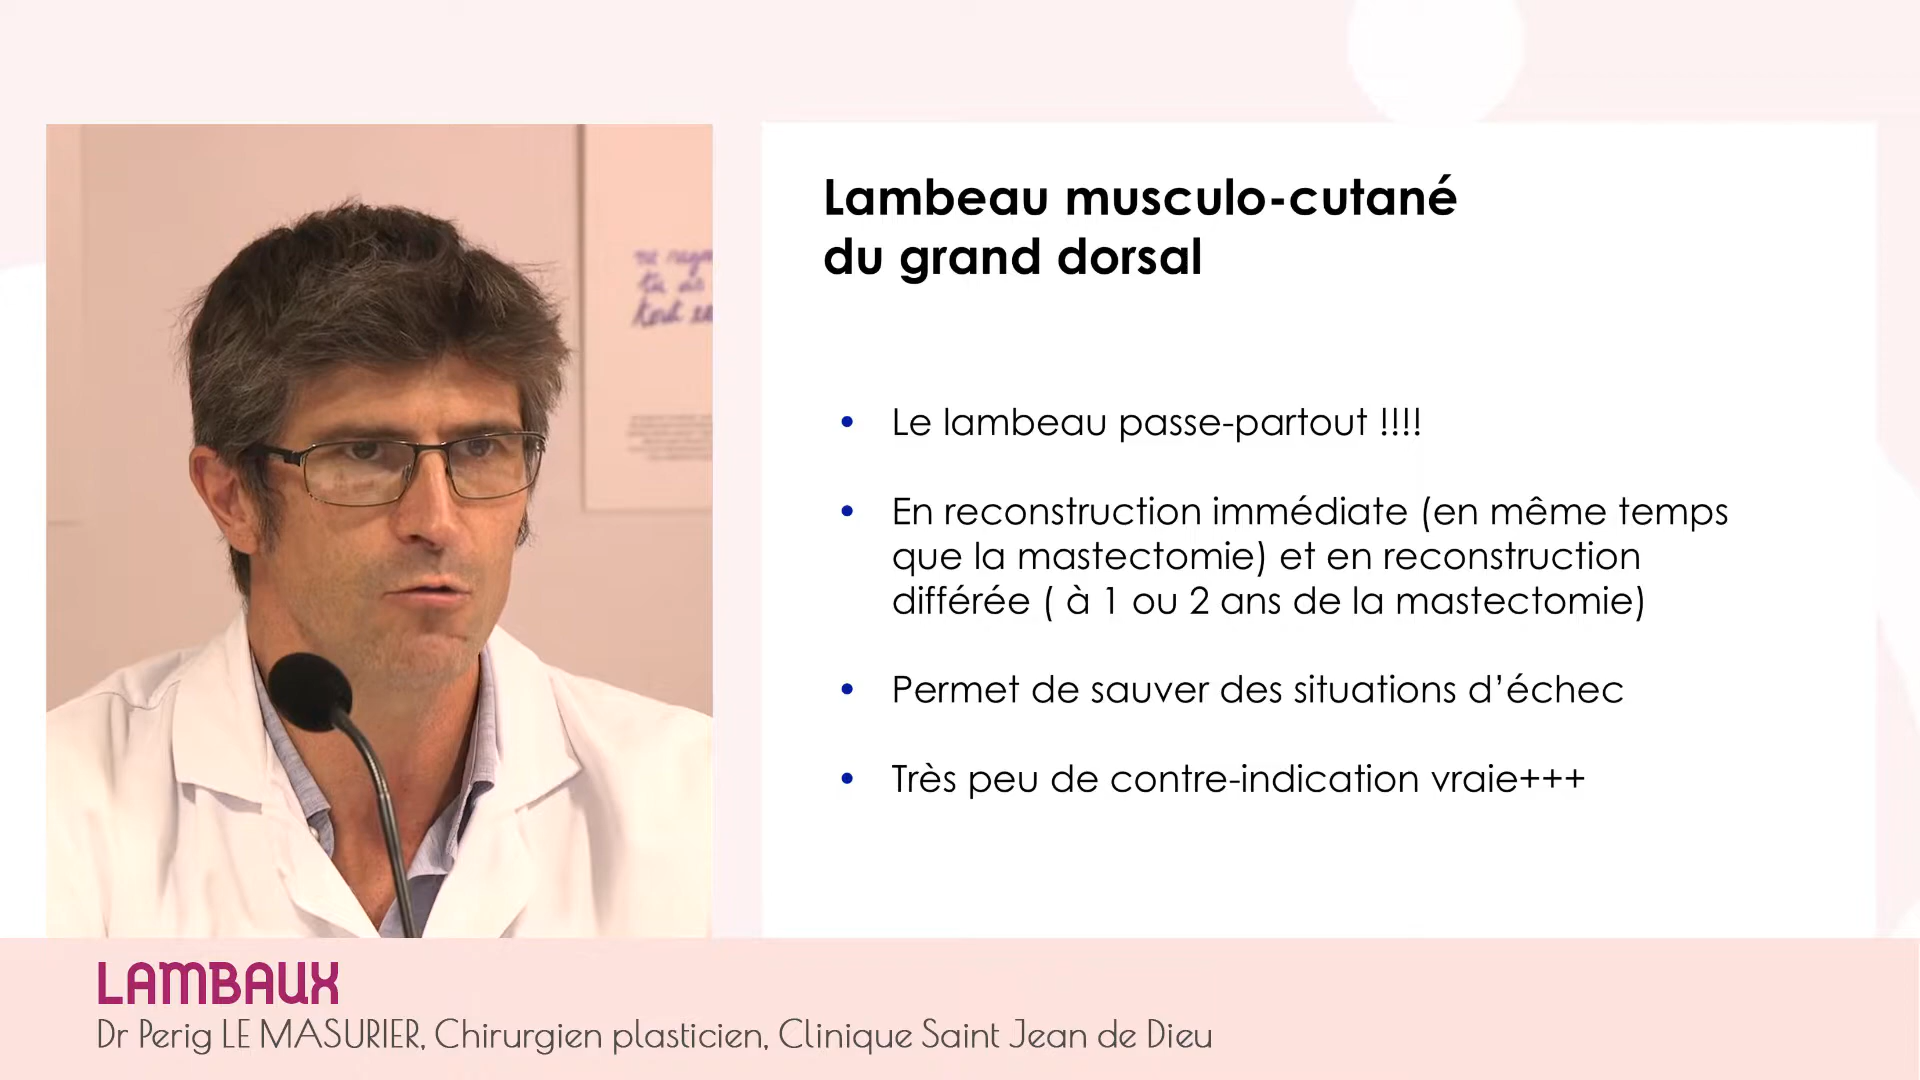 Lambeau musculo-cutané
du grand dorsal
• Le lambeau passe-partout !!!!
• En reconstruction immédiate (en même temps
que la mastectomie) et en reconstruction
différée ( à 1 ou 2 ans de la mastectomie)
• Permet de sauver des situations d’échec
• Très peu de contre-indication vraie+++
LAMBAUX
Dr Perig LE MASURIER, Chirurgien plasticien, Clinique Saint Jean de Dieu